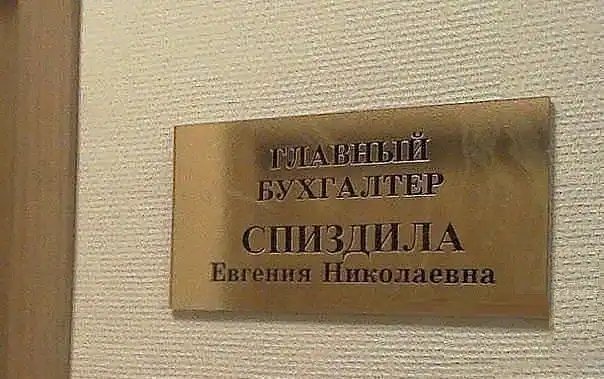 ГЛАВНЫЙ
БУХГАЛТЕР
СПИЗДИЛА
Евгения Николаевна